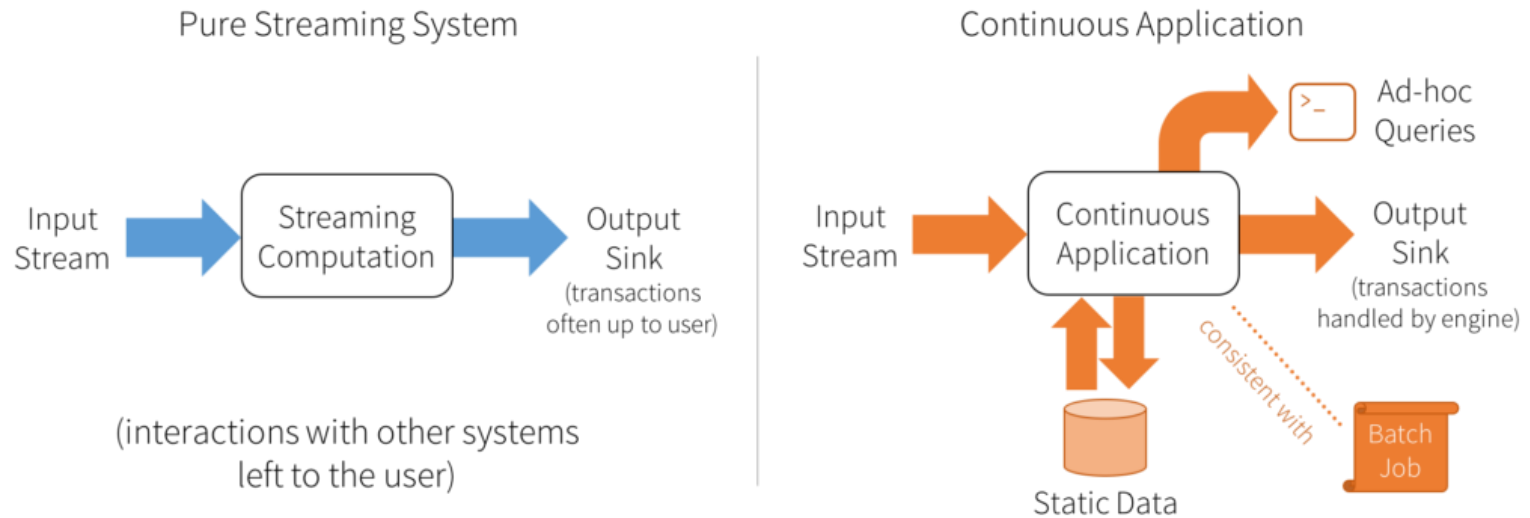 Pure Streaming System
Input
Stream
Streaming
Computation
Output
Sink
(transactions
often up to user)
(interactions with other systems
left to the user)
Continuous Application
>_
Ad-hoc
Queries
Input
Stream
Continuous
Application
Output
Sink
(transactions
handled by engine)
consistent with
Batch
Job
Static Data